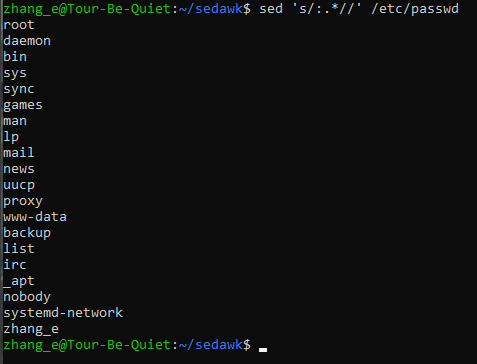 zhang_e@Tour-Be-Quiet:~/sedawk$ sed 's/:.*//' /etc/passwd
root
daemon
bin
sys
sync
games
man
lp
mail
news
uucp
proxy
www-data
backup
list
irc
_apt
nobody
systemd-network
zhang_e
zhang_e@Tour-Be-Quiet:~/sedawk$